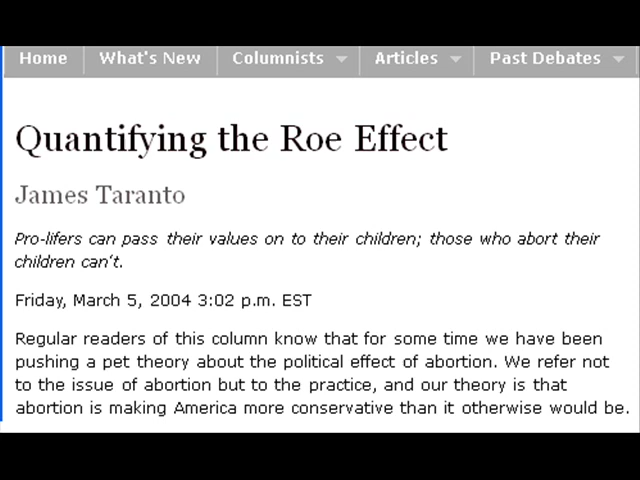 Home What's New Columnists Articles Past Debates
Quantifying the Roe Effect
James Taranto
Pro-lifers can pass their values on to their children; those who abort their
children can't.
Friday, March 5, 2004 3:02 p.m. EST
Regular readers of this column know that for some time we have been
pushing a pet theory about the political effect of abortion. We refer not
to the issue of abortion but to the practice, and our theory is that
abortion is making America more conservative than it otherwise would be.